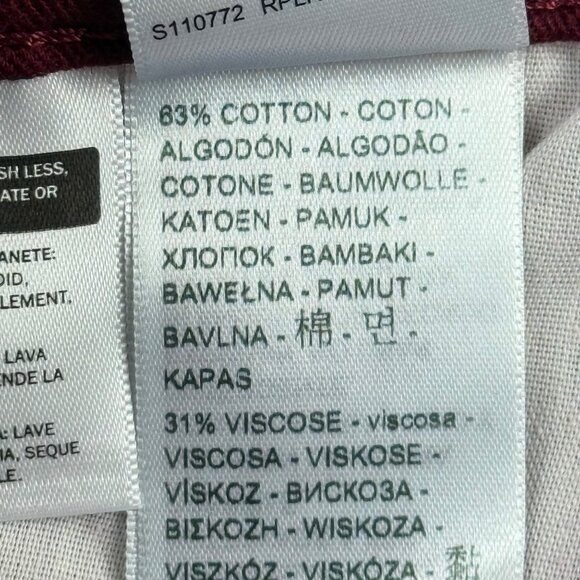 S110772
63% COTTON - COTON -
ALGODÓN - ALGODÃO -
COTONE - BAUMWOLLE -
KATOEN - PAMUK -
ХЛОПОК - BAMBAKI -
BAWEŁNA - PAMUT -
BAVLNA - 棉 - 면 -
KAPAS
31% VISCOSE - viscosa -
VISCOSA - VISKOSE -
VİSKOZ - ВИСКОЗА -
ΒΙΣΚΟΖΗ - WISKOZA -
VISZKÓZ - VISKÓZA - 黏
SH LESS,
ATE OR
ANETE:
OID,
LEMENT.
LAVA
ENDE LA
A: LAVE
IA, SEQUE
LE.